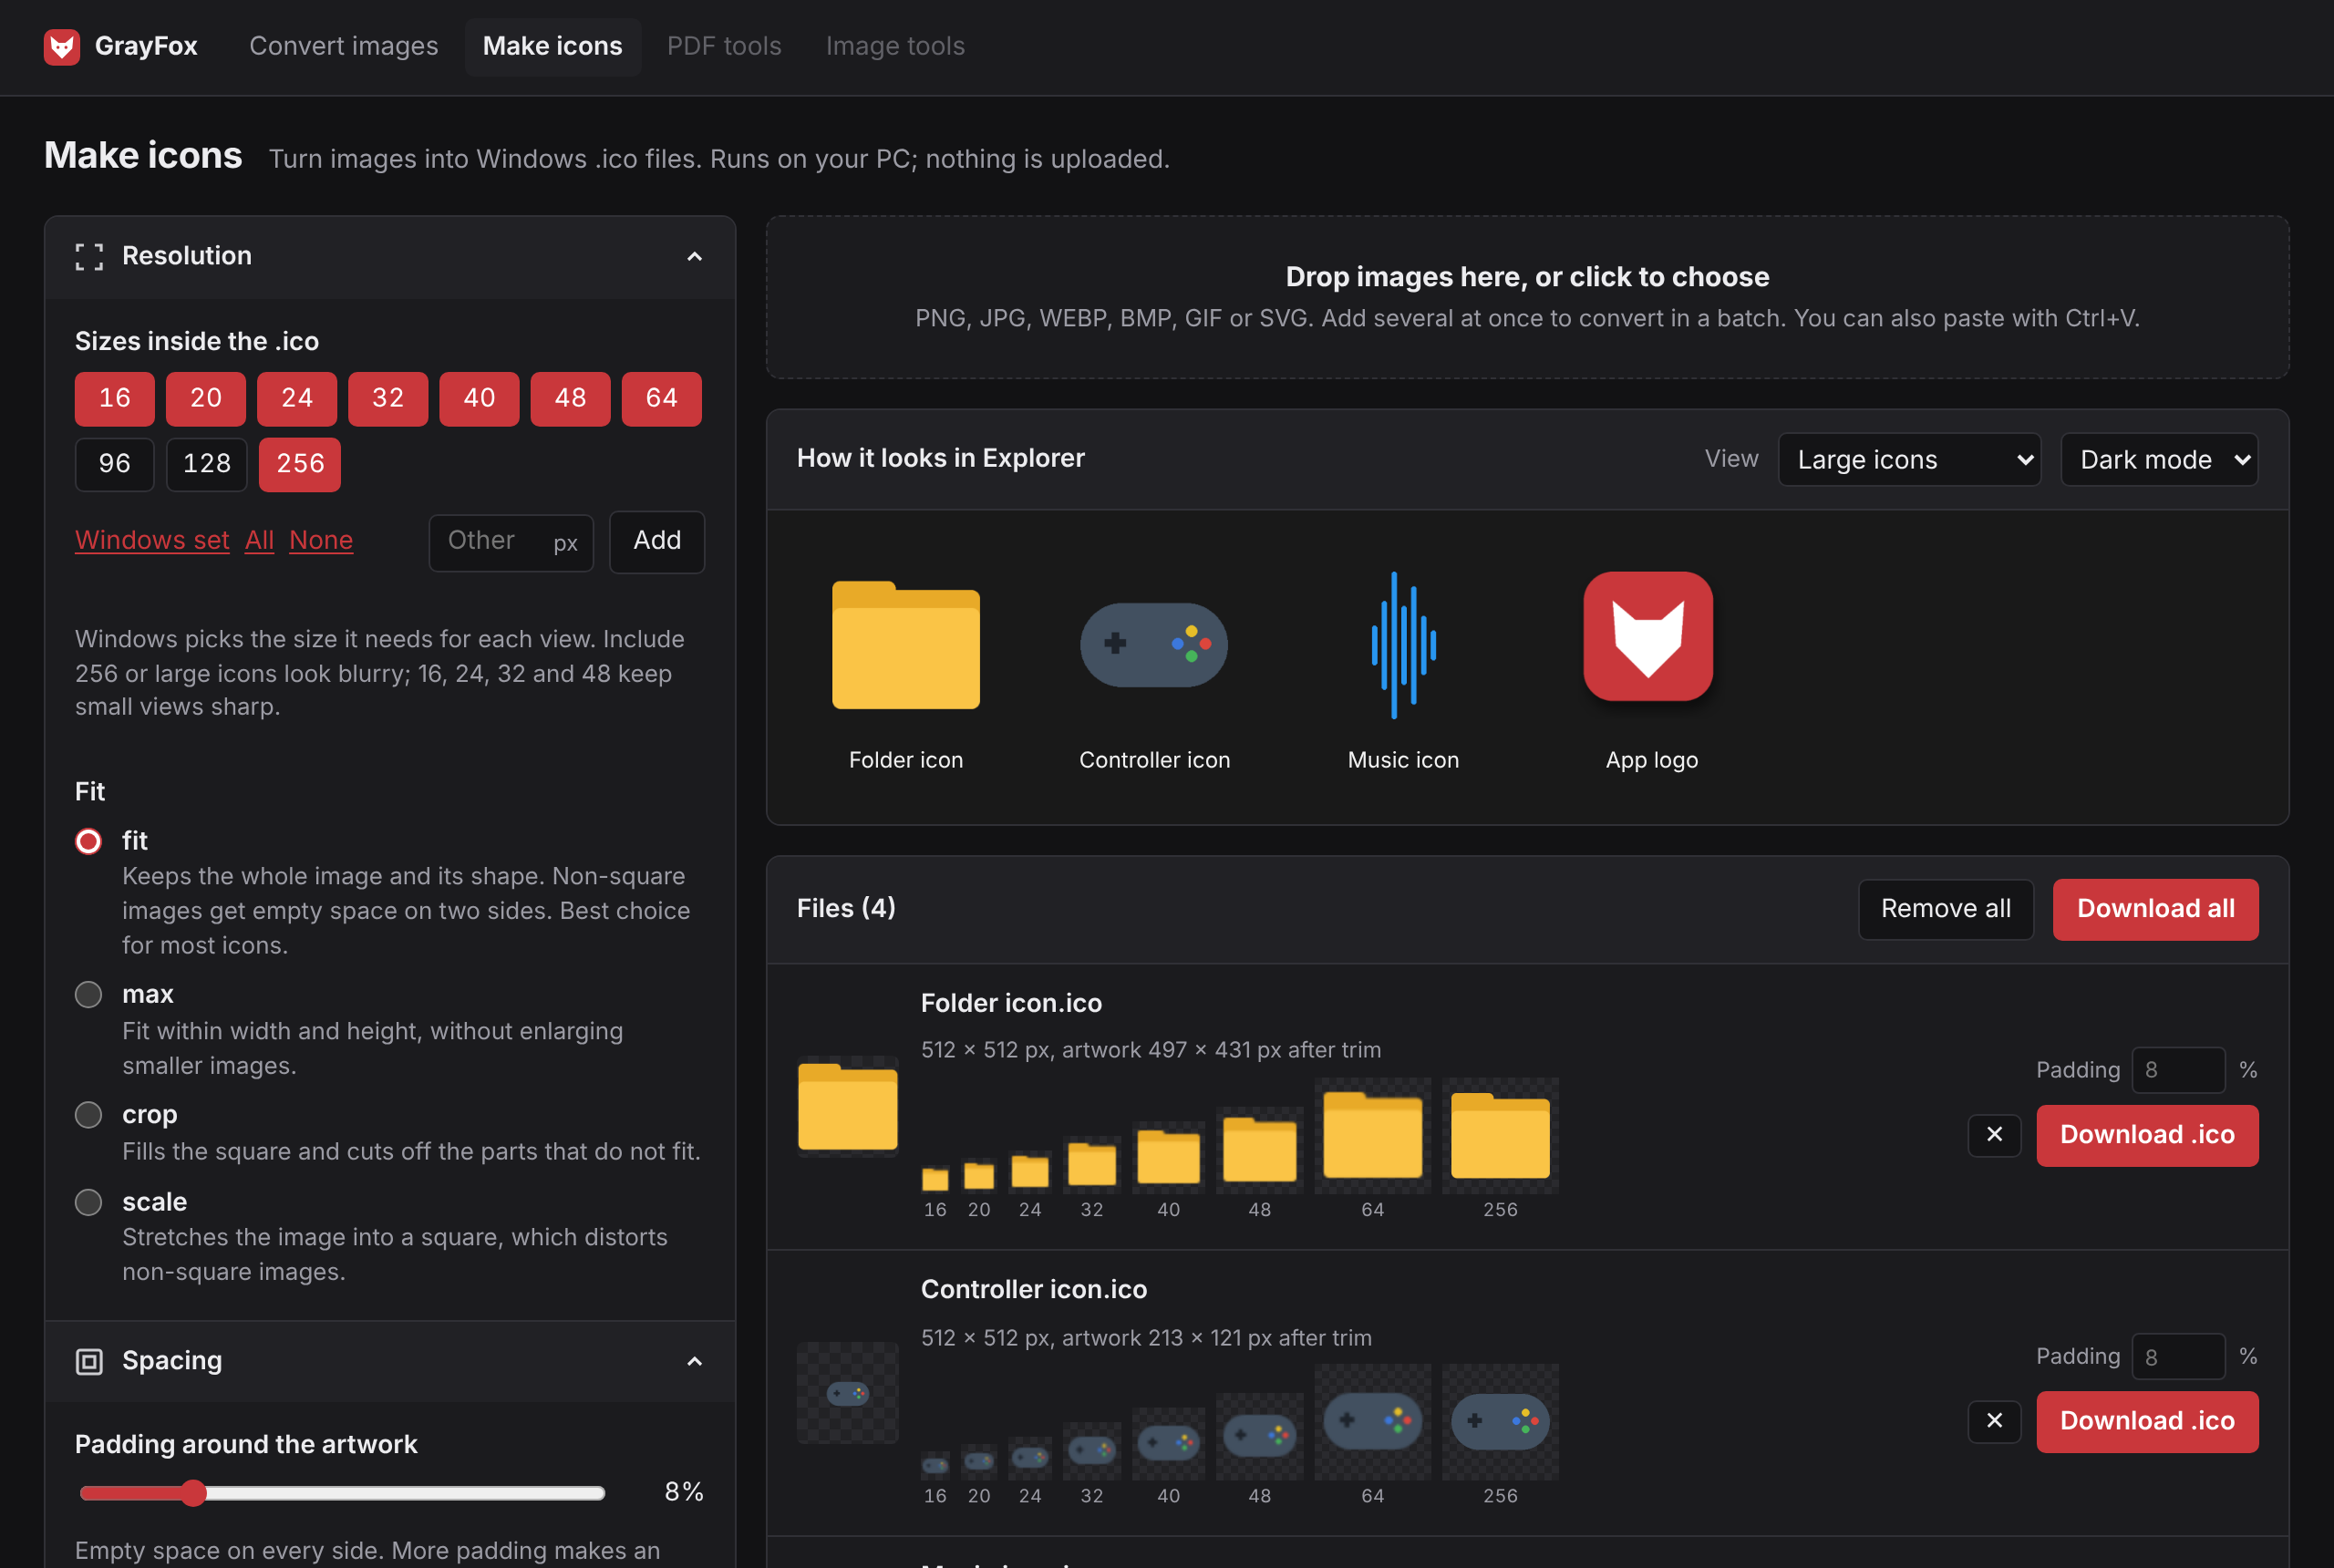 GrayFox
Convert images
Make icons
PDF tools
Image tools
Make icons
Turn images into Windows .ico files. Runs on your PC; nothing is uploaded.
Resolution
Sizes inside the .ico
16 20 24 32 40 48 64
96 128 256
Windows set All None
Other px
Add
Windows picks the size it needs for each view. Include
256 or large icons look blurry; 16, 24, 32 and 48 keep
small views sharp.
Fit
fit
Keeps the whole image and its shape. Non-square
images get empty space on two sides. Best choice
for most icons.
max
Fit within width and height, without enlarging
smaller images.
crop
Fills the square and cuts off the parts that do not fit.
scale
Stretches the image into a square, which distorts
non-square images.
Spacing
Padding around the artwork
8%
Empty space on every side. More padding makes an
Drop images here, or click to choose
PNG, JPG, WEBP, BMP, GIF or SVG. Add several at once to convert in a batch. You can also paste with Ctrl+V.
How it looks in Explorer
View
Large icons
Dark mode
Folder icon
Controller icon
Music icon
App logo
Files (4)
Remove all
Download all
Folder icon.ico
512 × 512 px, artwork 497 × 431 px after trim
16 20 24 32 40 48 64 256
Padding 8 %
✕
Download .ico
Controller icon.ico
512 × 512 px, artwork 213 × 121 px after trim
16 20 24 32 40 48 64 256
Padding 8 %
✕
Download .ico